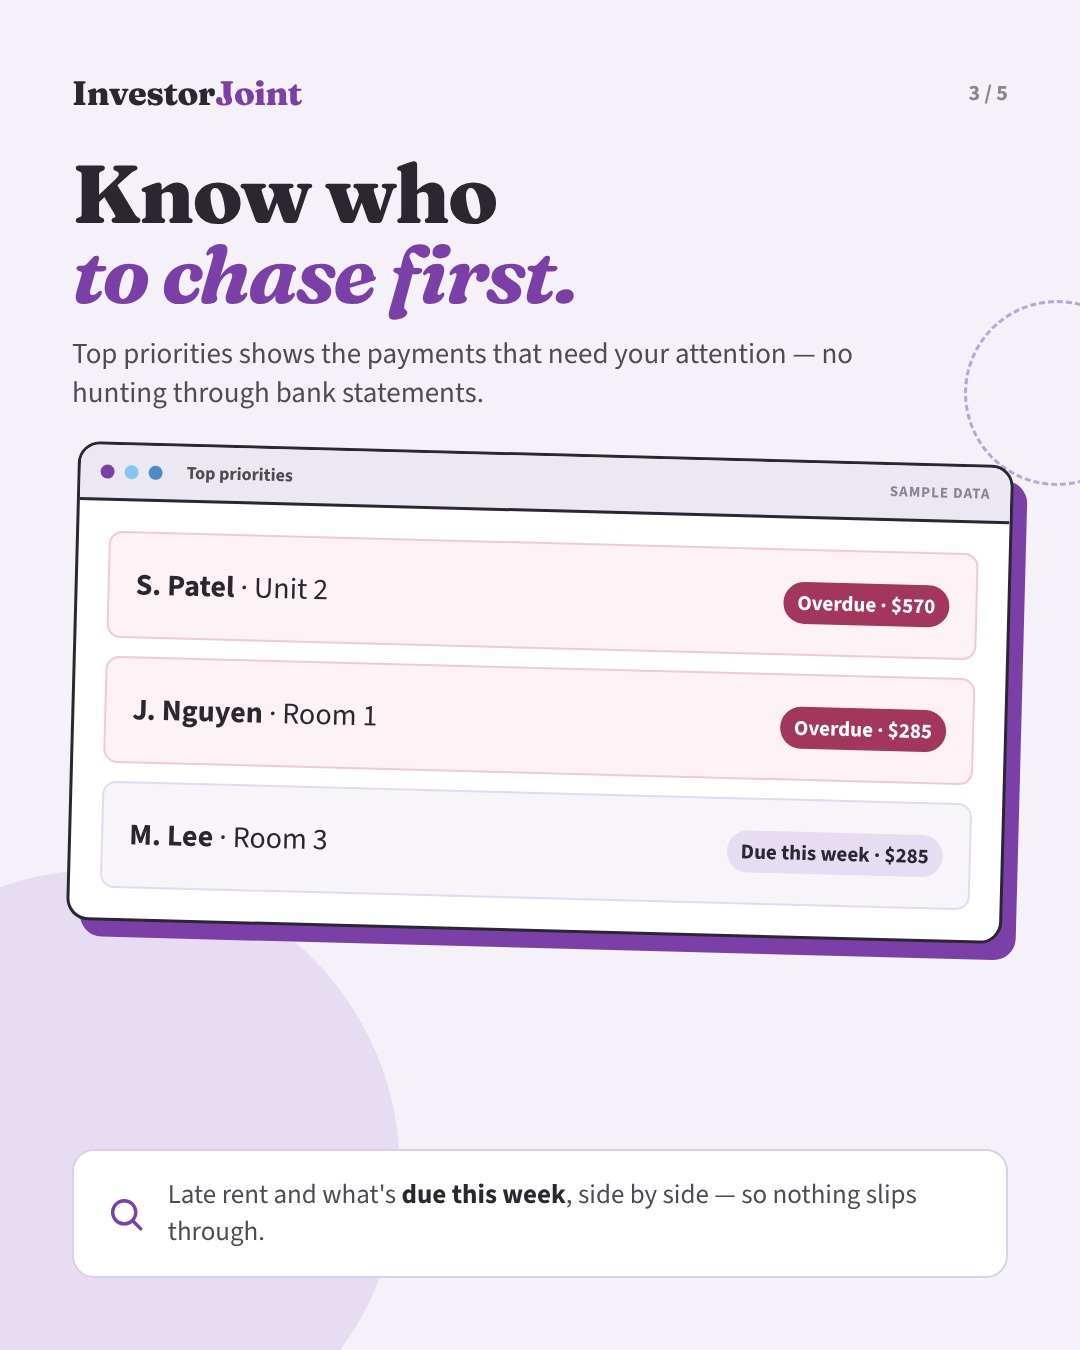 InvestorJoint
3 / 5
Know who
to chase first.
Top priorities shows the payments that need your attention — no
hunting through bank statements.
Top priorities
SAMPLE DATA
S. Patel · Unit 2
Overdue · $570
J. Nguyen · Room 1
Overdue · $285
M. Lee · Room 3
Due this week · $285
Late rent and what's due this week, side by side — so nothing slips
through.